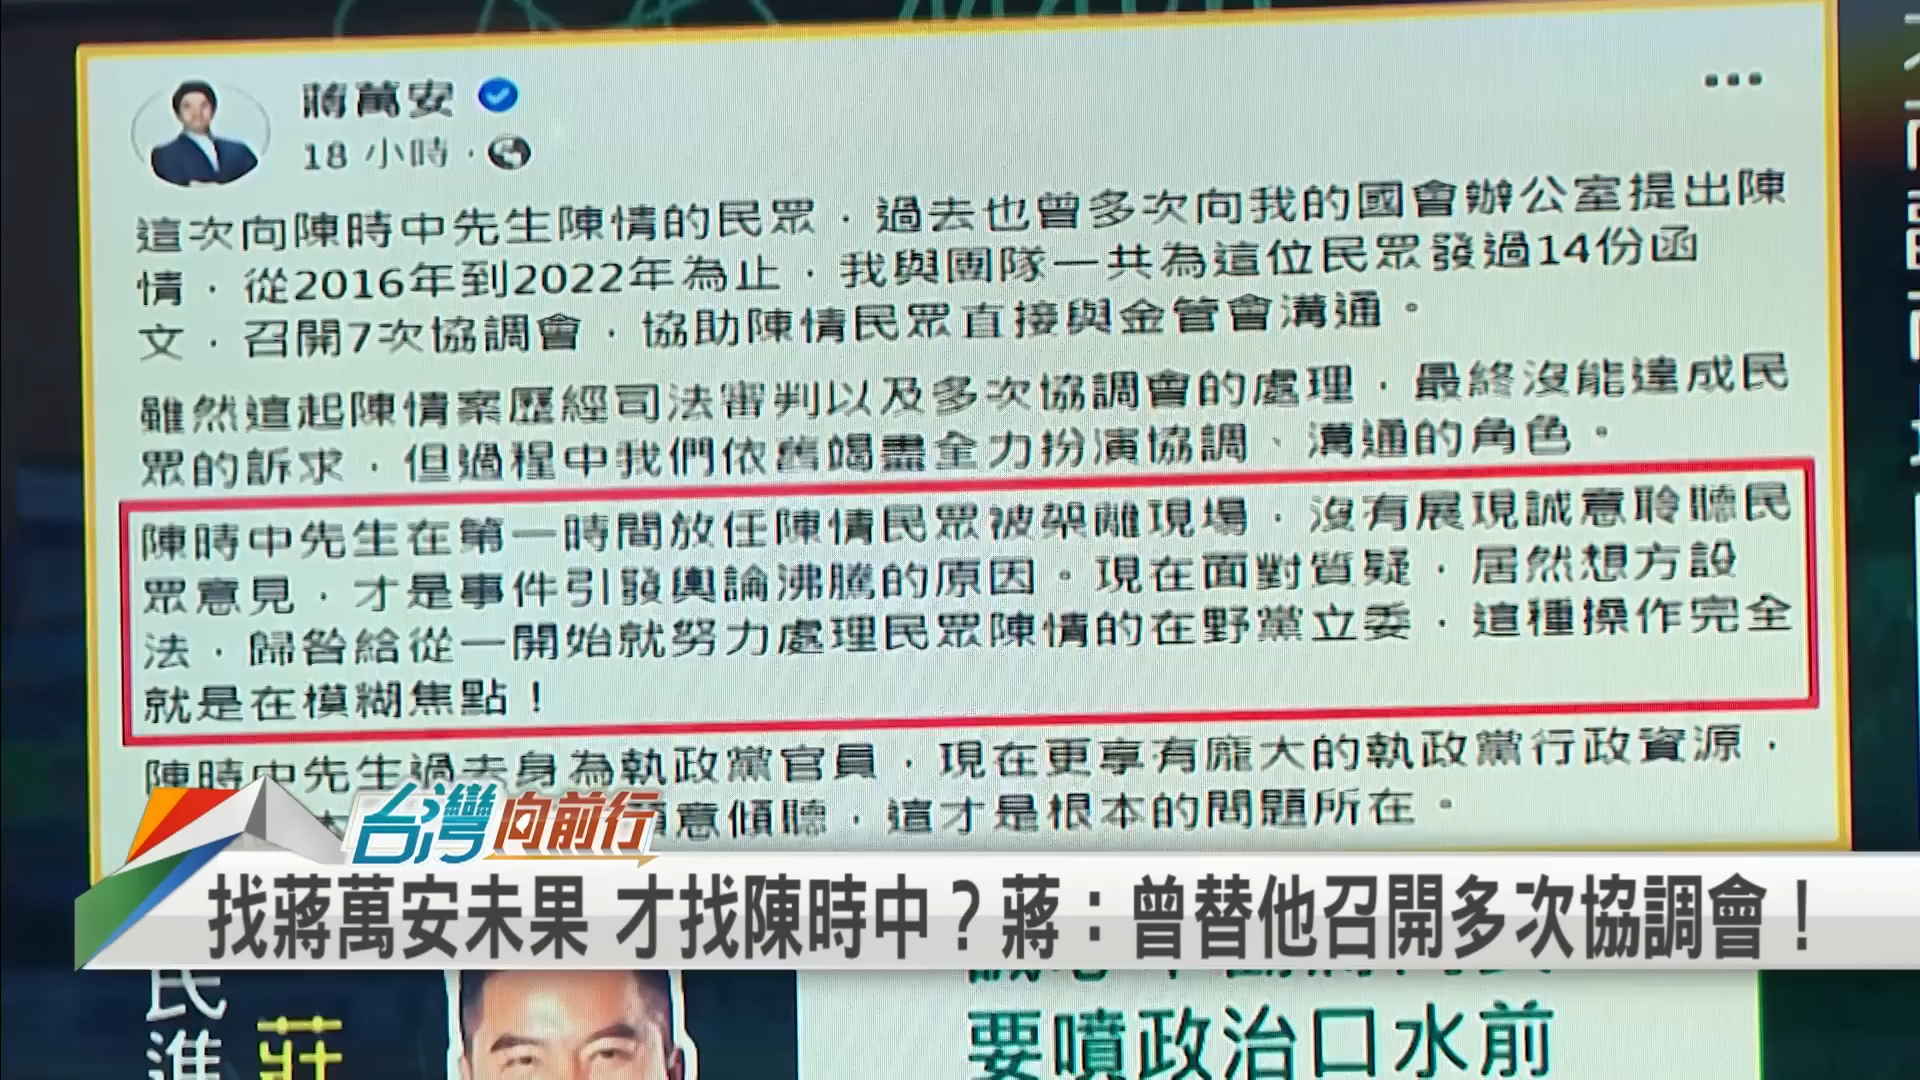 蔣萬安
18 小時
這次向陳時中先生陳情的民眾，過去也曾多次向我的國會辦公室提出陳
情，從2016年到2022年為止，我與團隊一共為這位民眾發過14份函
文，召開7次協調會，協助陳情民眾直接與金管會溝通。
雖然這起陳情案歷經司法審判以及多次協調會的處理，最終沒能達成民
眾的訴求，但過程中我們依舊竭盡全力扮演協調、溝通的角色。
陳時中先生在第一時間放任陳情民眾被架離現場，沒有展現誠意聆聽民
眾意見，才是事件引發輿論沸騰的原因。現在面對質疑，居然想方設
法，歸咎給從一開始就努力處理民眾陳情的在野黨立委，這種操作完全
就是在模糊焦點！
陳時中先生過去身為執政黨官員，現在更享有龐大的執政黨行政資源，
意傾聽，這才是根本的問題所在。
台灣向前行
找蔣萬安未果 才找陳時中？蔣：曾替他召開多次協調會！
民進
莊
要噴政治口水前